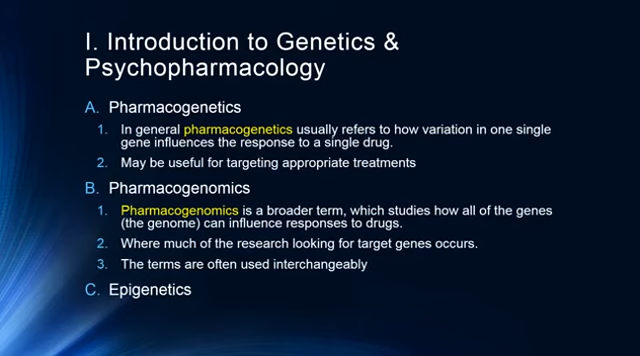 I. Introduction to Genetics &
Psychopharmacology
A. Pharmacogenetics
1. In general pharmacogenetics usually refers to how variation in one single
gene influences the response to a single drug.
2. May be useful for targeting appropriate treatments
B. Pharmacogenomics
1. Pharmacogenomics is a broader term, which studies how all of the genes
(the genome) can influence responses to drugs.
2. Where much of the research looking for target genes occurs.
3. The terms are often used interchangeably
C. Epigenetics